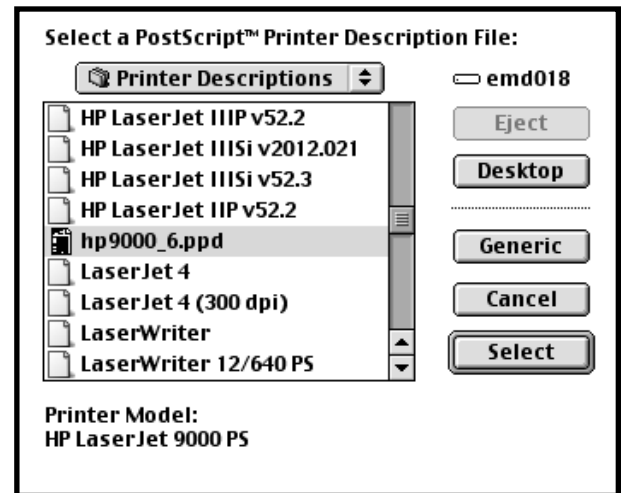 Select a PostScript™ Printer Description File:
Printer Descriptions
emd018
HP LaserJet IIIP v52.2
HP LaserJet IIISi v2012.021
HP LaserJet IIISi v52.3
HP LaserJet IIP v52.2
hp9000_6.ppd
LaserJet 4
LaserJet 4 (300 dpi)
LaserWriter
LaserWriter 12/640 PS
Eject
Desktop
Generic
Cancel
Select
Printer Model:
HP LaserJet 9000 PS